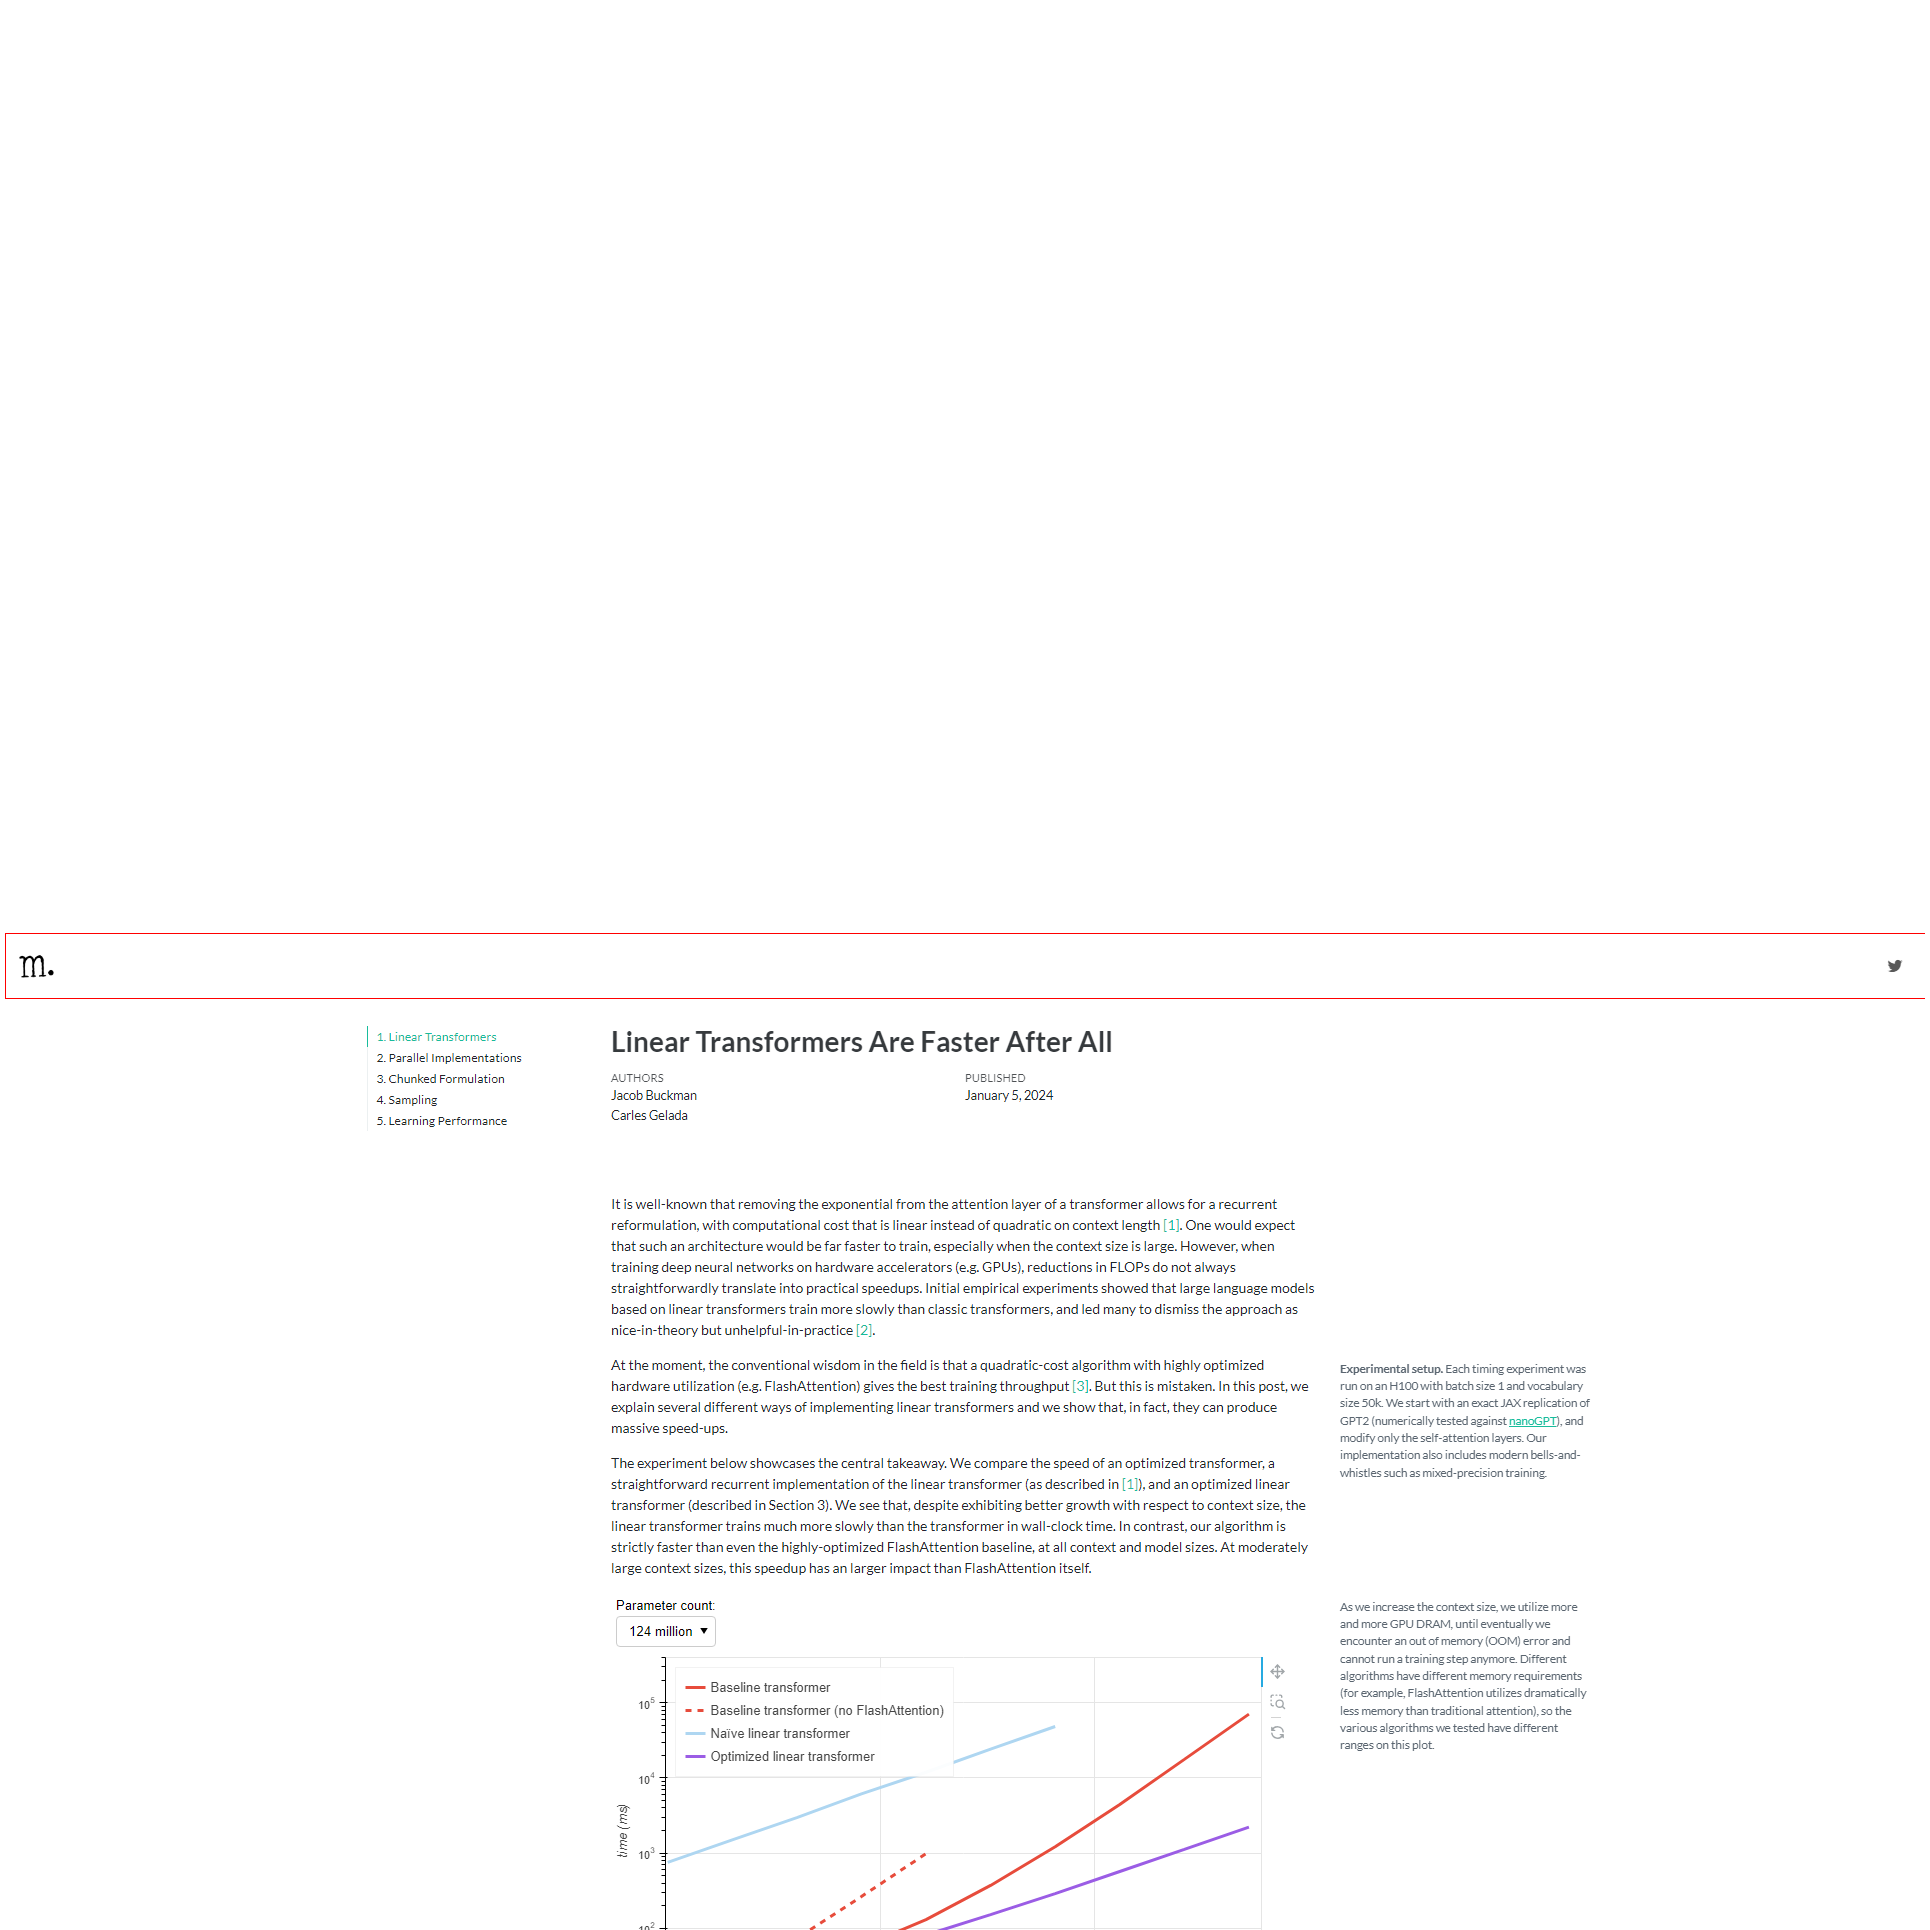 m.
1. Linear Transformers
2. Parallel Implementations
3. Chunked Formulation
4. Sampling
5. Learning Performance
Linear Transformers Are Faster After All
AUTHORS
Jacob Buckman
Carles Gelada
PUBLISHED
January 5, 2024
It is well-known that removing the exponential from the attention layer of a transformer allows for a recurrent
reformulation, with computational cost that is linear instead of quadratic on context length [1]. One would expect
that such an architecture would be far faster to train, especially when the context size is large. However, when
training deep neural networks on hardware accelerators (e.g. GPUs), reductions in FLOPs do not always
straightforwardly translate into practical speedups. Initial empirical experiments showed that large language models
based on linear transformers train more slowly than classic transformers, and led many to dismiss the approach as
nice-in-theory but unhelpful-in-practice [2].
At the moment, the conventional wisdom in the field is that a quadratic-cost algorithm with highly optimized
hardware utilization (e.g. FlashAttention) gives the best training throughput [3]. But this is mistaken. In this post, we
explain several different ways of implementing linear transformers and we show that, in fact, they can produce
massive speed-ups.
Experimental setup. Each timing experiment was
run on an H100 with batch size 1 and vocabulary
size 50k. We start with an exact JAX replication of
GPT2 (numerically tested against nanoGPT), and
modify only the self-attention layers. Our
implementation also includes modern bells-and-
whistles such as mixed-precision training.
The experiment below showcases the central takeaway. We compare the speed of an optimized transformer, a
straightforward recurrent implementation of the linear transformer (as described in [1]), and an optimized linear
transformer (described in Section 3). We see that, despite exhibiting better growth with respect to context size, the
linear transformer trains much more slowly than the transformer in wall-clock time. In contrast, our algorithm is
strictly faster than even the highly-optimized FlashAttention baseline, at all context and model sizes. At moderately
large context sizes, this speedup has an larger impact than FlashAttention itself.
As we increase the context size, we utilize more
and more GPU DRAM, until eventually we
encounter an out of memory (OOM) error and
cannot run a training step anymore. Different
algorithms have different memory requirements
(for example, FlashAttention utilizes dramatically
less memory than traditional attention), so the
various algorithms we tested have different
ranges on this plot.
Parameter count:
124 million
Baseline transformer
Baseline transformer (no FlashAttention)
Naïve linear transformer
Optimized linear transformer
time (ms)
10⁵
10⁴
10³
10²